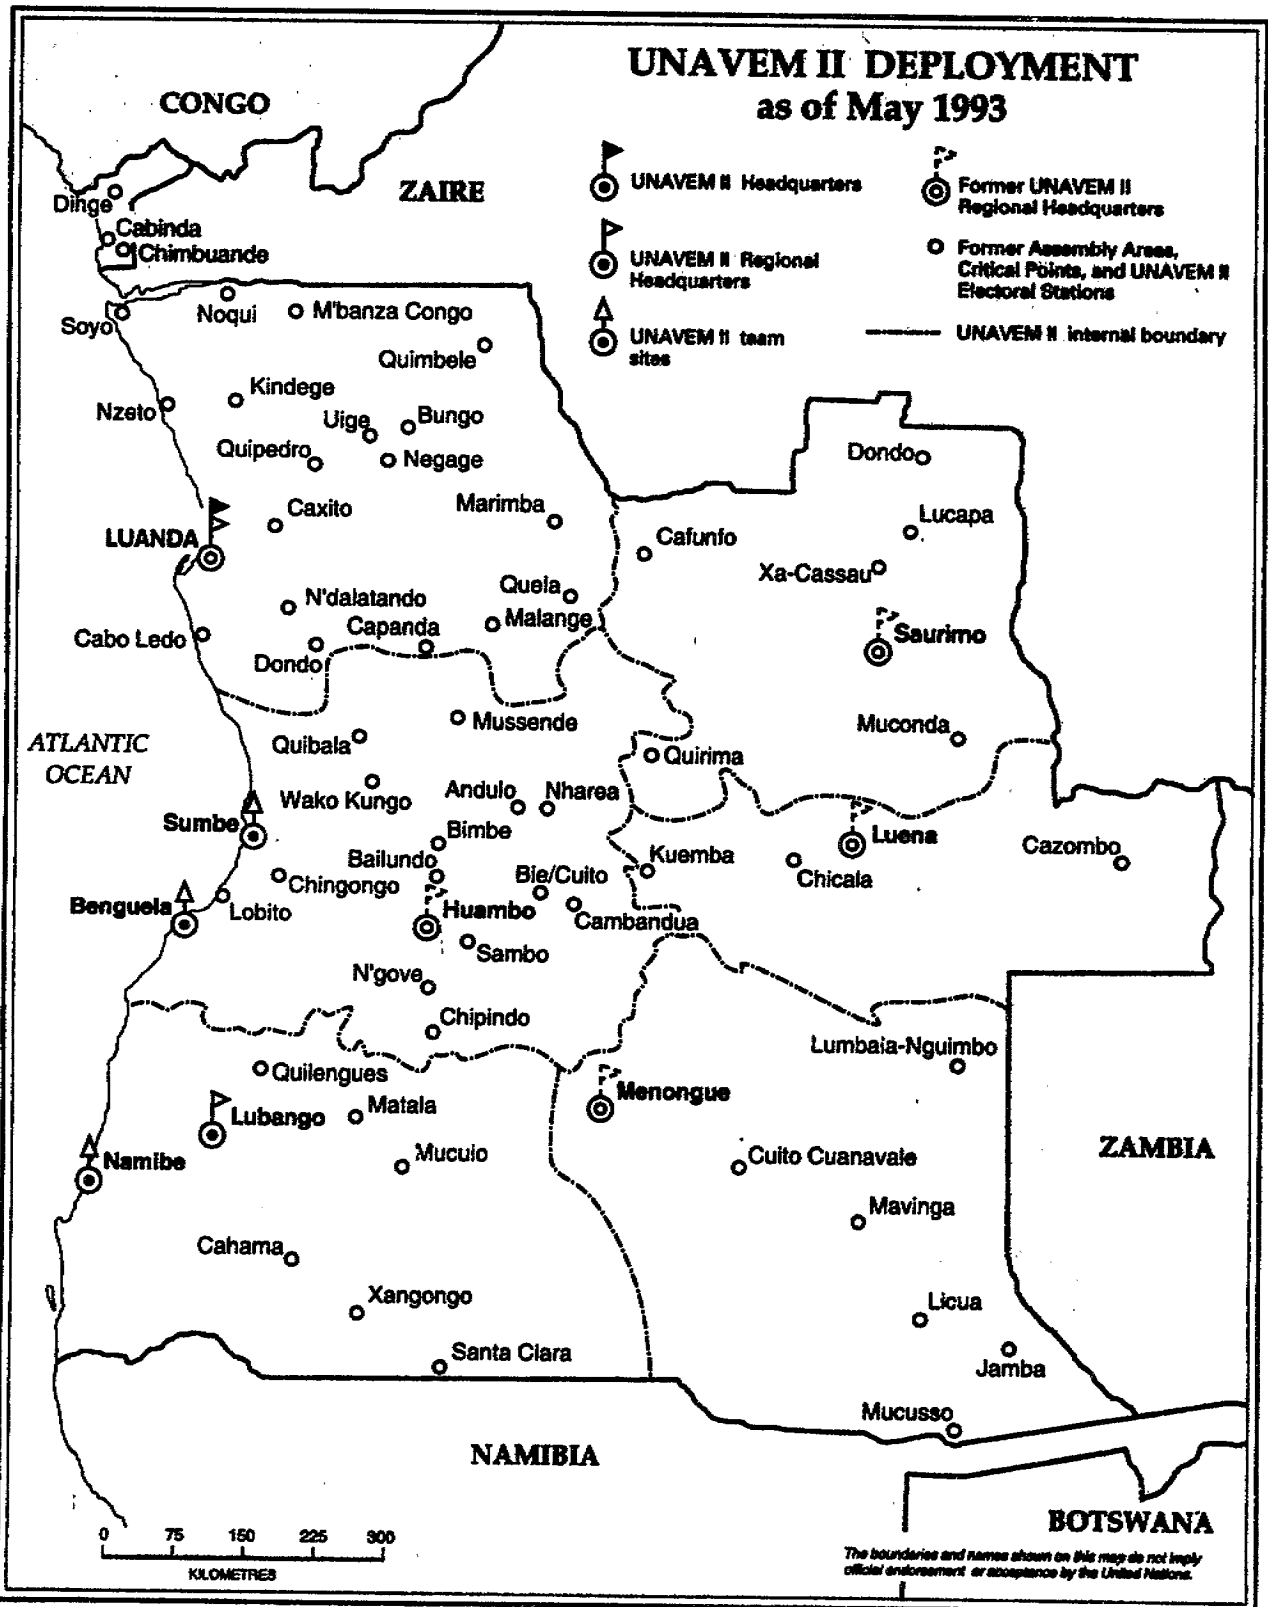 UNAVEM II DEPLOYMENT
as of May 1993
UNAVEM II Headquarters
UNAVEM II Regional
Headquarters
UNAVEM II team
sites
Former UNAVEM II
Regional Headquarters
Former Assembly Areas,
Critical Points, and UNAVEM II
Electoral Stations
UNAVEM II internal boundary
CONGO
ZAIRE
Dinge
Cabinda
Chimbuande
Soyo
Noqui
M'banza Congo
Quimbele
Nzeto
Kindege
Uige
Bungo
Quipedro
Negage
Dondo
Caxito
Marimba
Lucapa
LUANDA
Cafunfo
Xa-Cassau
Quela
N'dalatando
Malange
Capanda
Saurimo
Cabo Ledo
Dondo
Mussende
Muconda
ATLANTIC
OCEAN
Quibala
Quirima
Wako Kungo
Andulo
Nharea
Sumbe
Bimbe
Luena
Cazombo
Bailundo
Kuemba
Chingongo
Bie/Cuito
Chicala
Benguela
Lobito
Huambo
Cambandua
Sambo
N'gove
Chipindo
Lumbala-Nguimbo
Quilengues
Menongue
Lubango
Matala
ZAMBIA
Namibe
Mucuio
Cuito Cuanavale
Mavinga
Cahama
Xangongo
Licua
Santa Clara
Jamba
Mucusso
NAMIBIA
BOTSWANA
0 75 150 225 300
KILOMETRES
The boundaries and names shown on this map do not imply
official endorsement or acceptance by the United Nations.